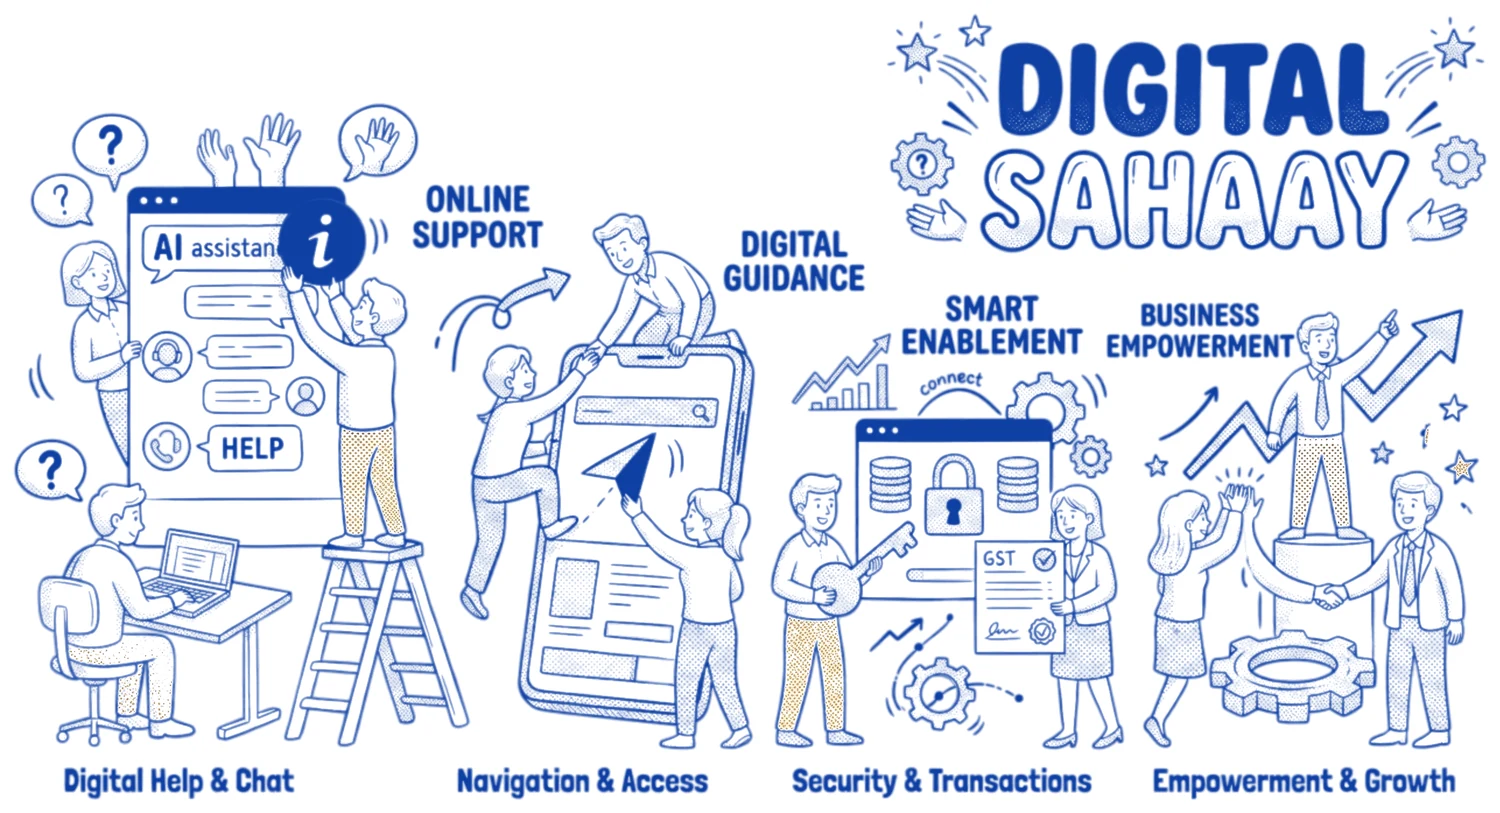 DIGITAL
SAHAAY
?
?
?
?
AI assistan
i
HELP
ONLINE
SUPPORT
DIGITAL
GUIDANCE
SMART
ENABLEMENT
connect
GST
BUSINESS
EMPOWERMENT
Digital Help & Chat
Navigation & Access
Security & Transactions
Empowerment & Growth